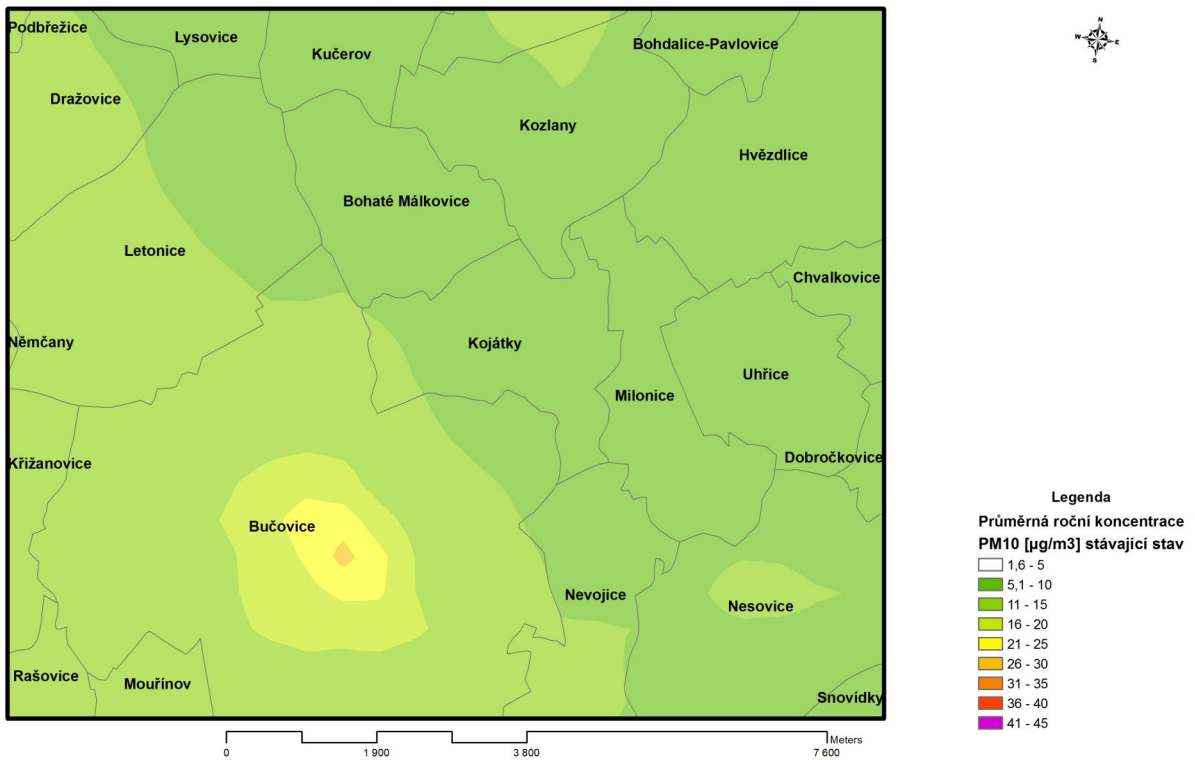 Podbřežice
Lysovice
Kučerov
Bohdalice-Pavlovice
Dražovice
Kozlany
Hvězdlice
Bohaté Málkovice
Letonice
Chvalkovice
Němčany
Kojátky
Uhřice
Milonice
Křižanovice
Dobročkovice
Bučovice
Nevojice
Nesovice
Rašovice
Mouřínov
Snovídky
N
W
E
S
Legenda
Průměrná roční koncentrace
PM10 [µg/m3] stávající stav
1,6 - 5
5,1 - 10
11 - 15
16 - 20
21 - 25
26 - 30
31 - 35
36 - 40
41 - 45
Meters
0 1 900 3 800 7 600